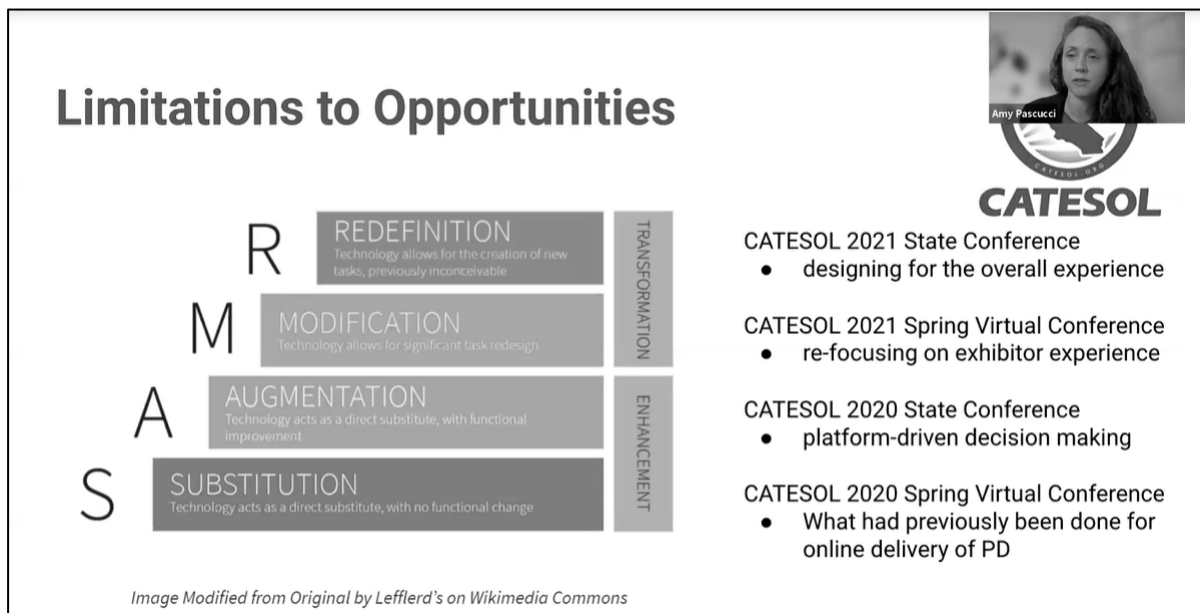 Limitations to Opportunities
Amy Pascucci
CATESOL.ORG
CATESOL
R
REDEFINITION
Technology allows for the creation of new
tasks, previously inconceivable
M
MODIFICATION
Technology allows for significant task redesign
TRANSFORMATION
A
AUGMENTATION
Technology acts as a direct substitute, with functional
improvement
S
SUBSTITUTION
Technology acts as a direct substitute, with no functional change
ENHANCEMENT
CATESOL 2021 State Conference
● designing for the overall experience
CATESOL 2021 Spring Virtual Conference
● re-focusing on exhibitor experience
CATESOL 2020 State Conference
● platform-driven decision making
CATESOL 2020 Spring Virtual Conference
● What had previously been done for
online delivery of PD
Image Modified from Original by Lefflerd's on Wikimedia Commons